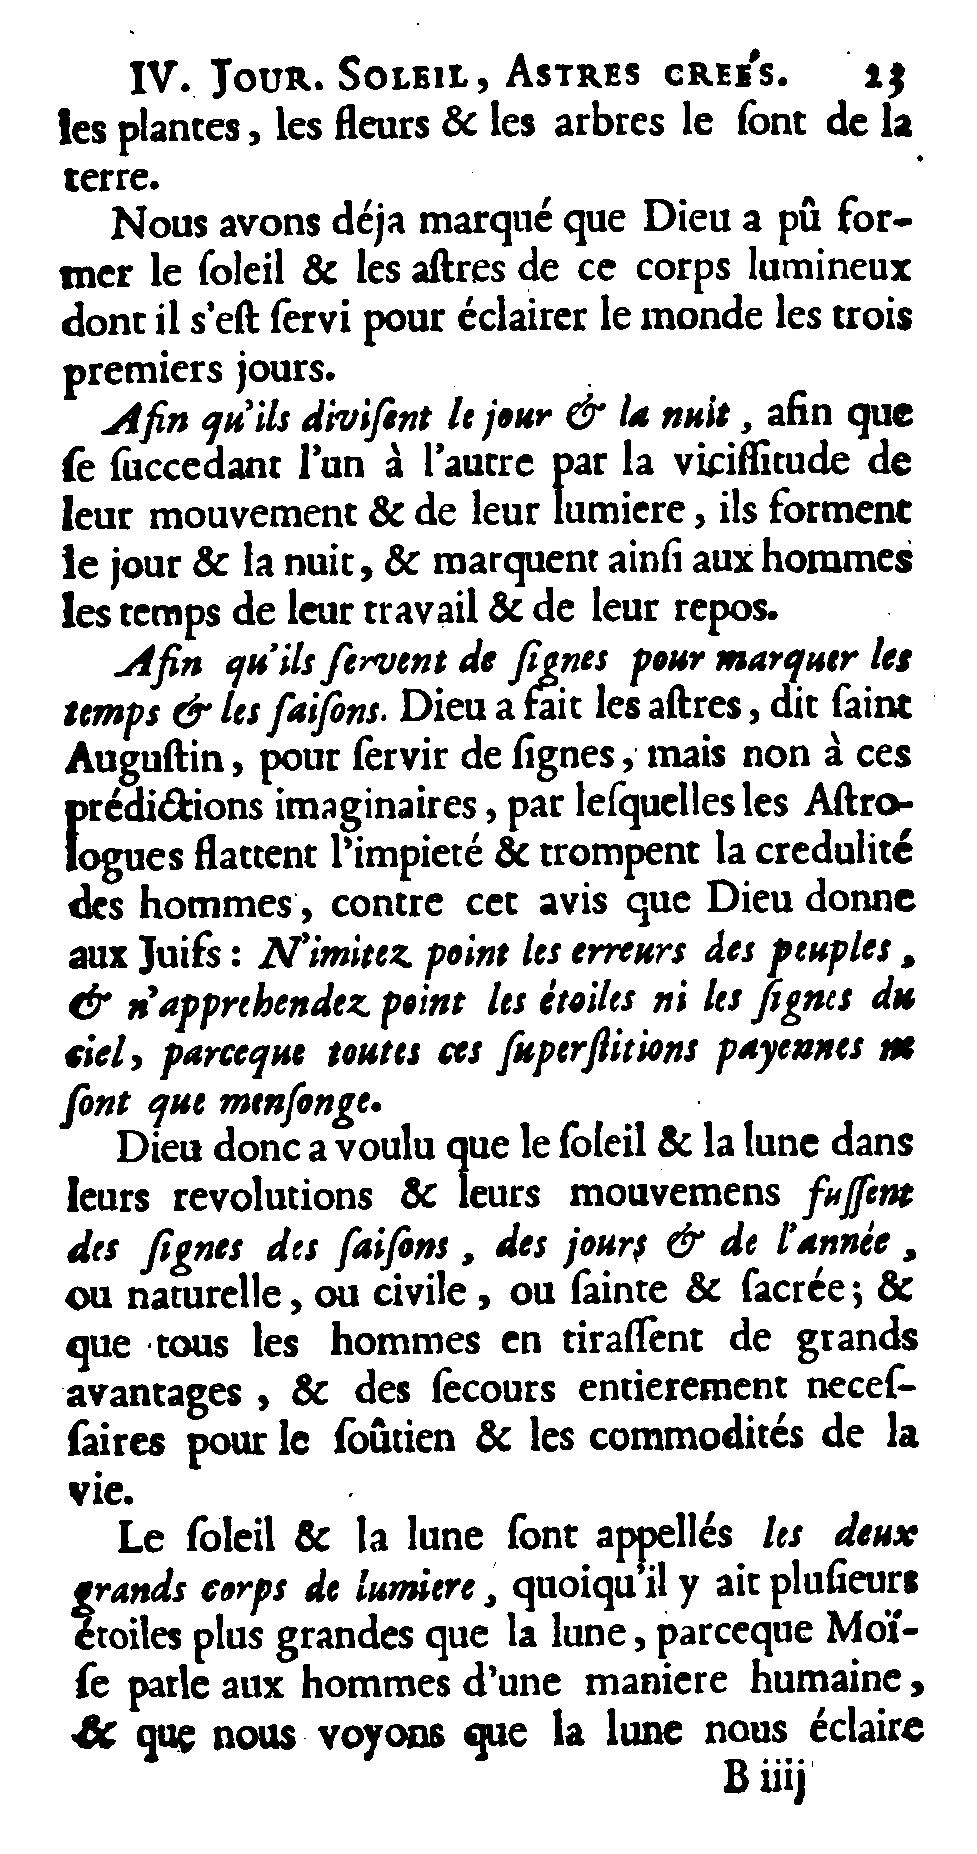 IV. JOUR. SOLEIL, ASTRES CREÉS. 23
les plantes, les fleurs & les arbres le ſont de la
terre.
Nous avons déja marqué que Dieu a pû for-
mer le ſoleil & les aſtres de ce corps lumineux
dont il s'eſt ſervi pour éclairer le monde les trois
premiers jours.
Afin qu'ils diviſent le jour & la nuit, afin que
ſe ſuccedant l'un à l'autre par la viciſſitude de
leur mouvement & de leur lumiere, ils forment
le jour & la nuit, & marquent ainſi aux hommes
les temps de leur travail & de leur repos.
Afin qu'ils ſervent de ſignes pour marquer les
temps & les ſaiſons. Dieu a fait les aſtres, dit ſaint
Auguſtin, pour ſervir de ſignes, mais non à ces
prédictions imaginaires, par leſquelles les Aſtro-
logues flattent l'impieté & trompent la credulité
des hommes, contre cet avis que Dieu donne
aux Juifs : N'imitez point les erreurs des peuples,
& n'apprehendez point les étoiles ni les ſignes du
ciel, parceque toutes ces ſuperſtitions payennes ne
ſont que menſonge.
Dieu donc a voulu que le ſoleil & la lune dans
leurs revolutions & leurs mouvemens fuſſent
des ſignes des ſaiſons, des jours & de l'année,
ou naturelle, ou civile, ou ſainte & ſacrée; &
que tous les hommes en tiraſſent de grands
avantages, & des ſecours entierement neceſ-
ſaires pour le ſoûtien & les commodités de la
vie.
Le ſoleil & la lune ſont appellés les deux
grands corps de lumiere, quoiqu'il y ait pluſieurs
étoiles plus grandes que la lune, parceque Moï-
ſe parle aux hommes d'une maniere humaine,
& que nous voyons que la lune nous éclaire
B iiij